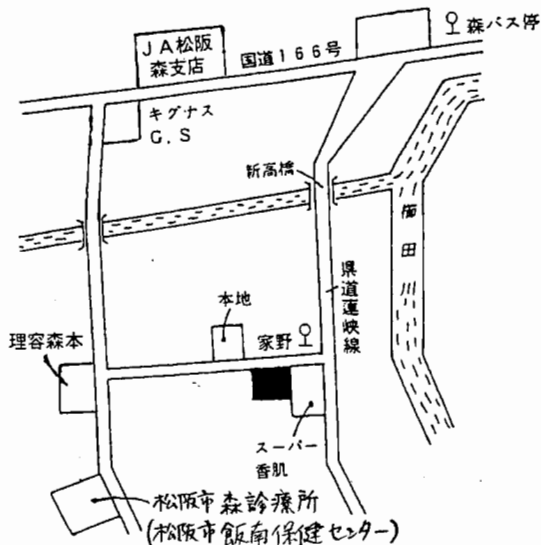 森バス停
JA松阪
森支店
国道166号
キグナス
G.S
新高橋
櫛田川
県道蓮峡線
本地
家野
理容森本
スーパー
香肌
松阪市森診療所
(松阪市飯南保健センター)